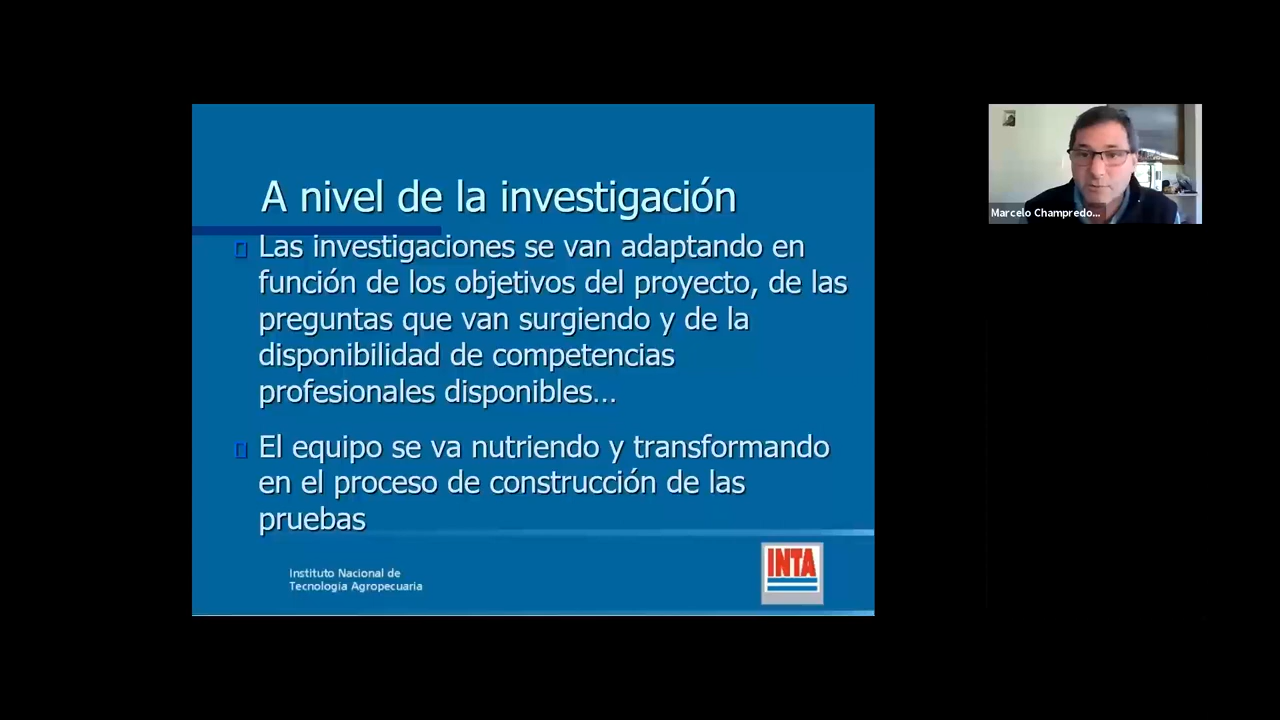 A nivel de la investigación
Las investigaciones se van adaptando en
función de los objetivos del proyecto, de las
preguntas que van surgiendo y de la
disponibilidad de competencias
profesionales disponibles...
El equipo se va nutriendo y transformando
en el proceso de construcción de las
pruebas
Instituto Nacional de
Tecnología Agropecuaria
INTA
Marcelo Champredo...